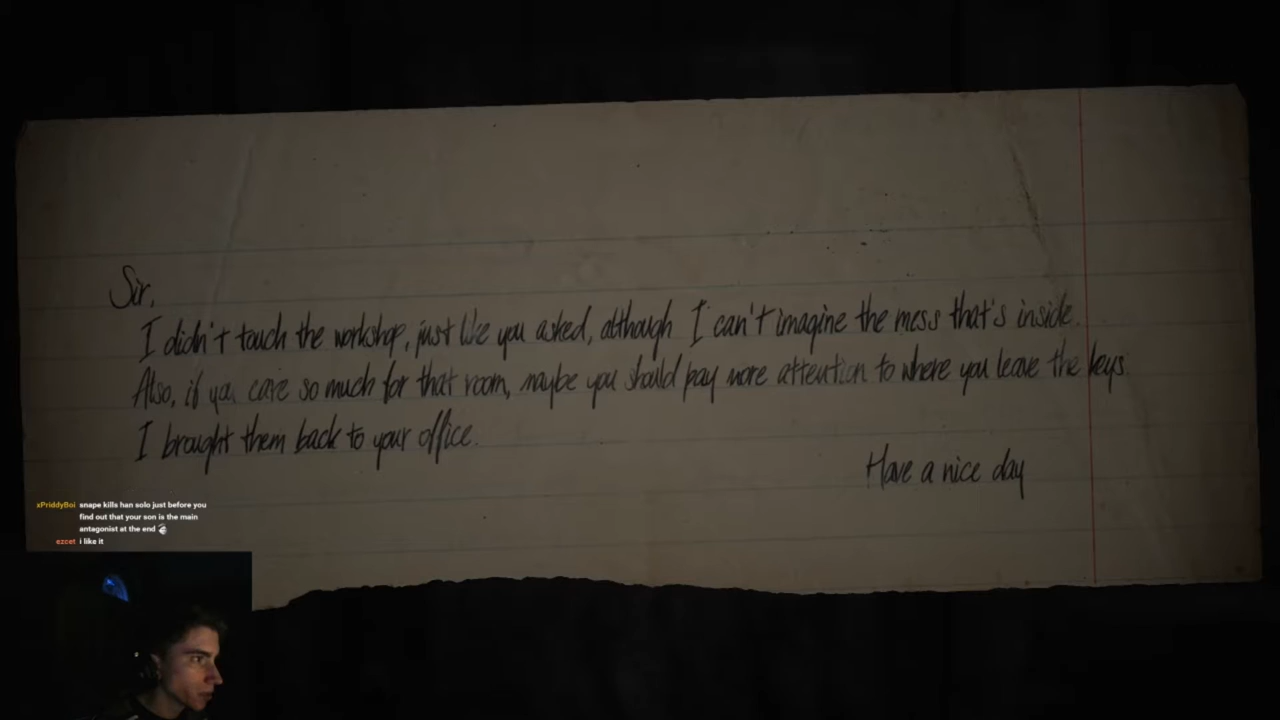 Sir,
I didn't touch the workshop, just like you asked, although I can't imagine the mess that's inside.
Also, if you care so much for that room, maybe you should pay more attention to where you leave the keys.
I brought them back to your office.
Have a nice day
xPriddyBoi snape kills han solo just before you
find out that your son is the main
antagonist at the end
ezcet i like it